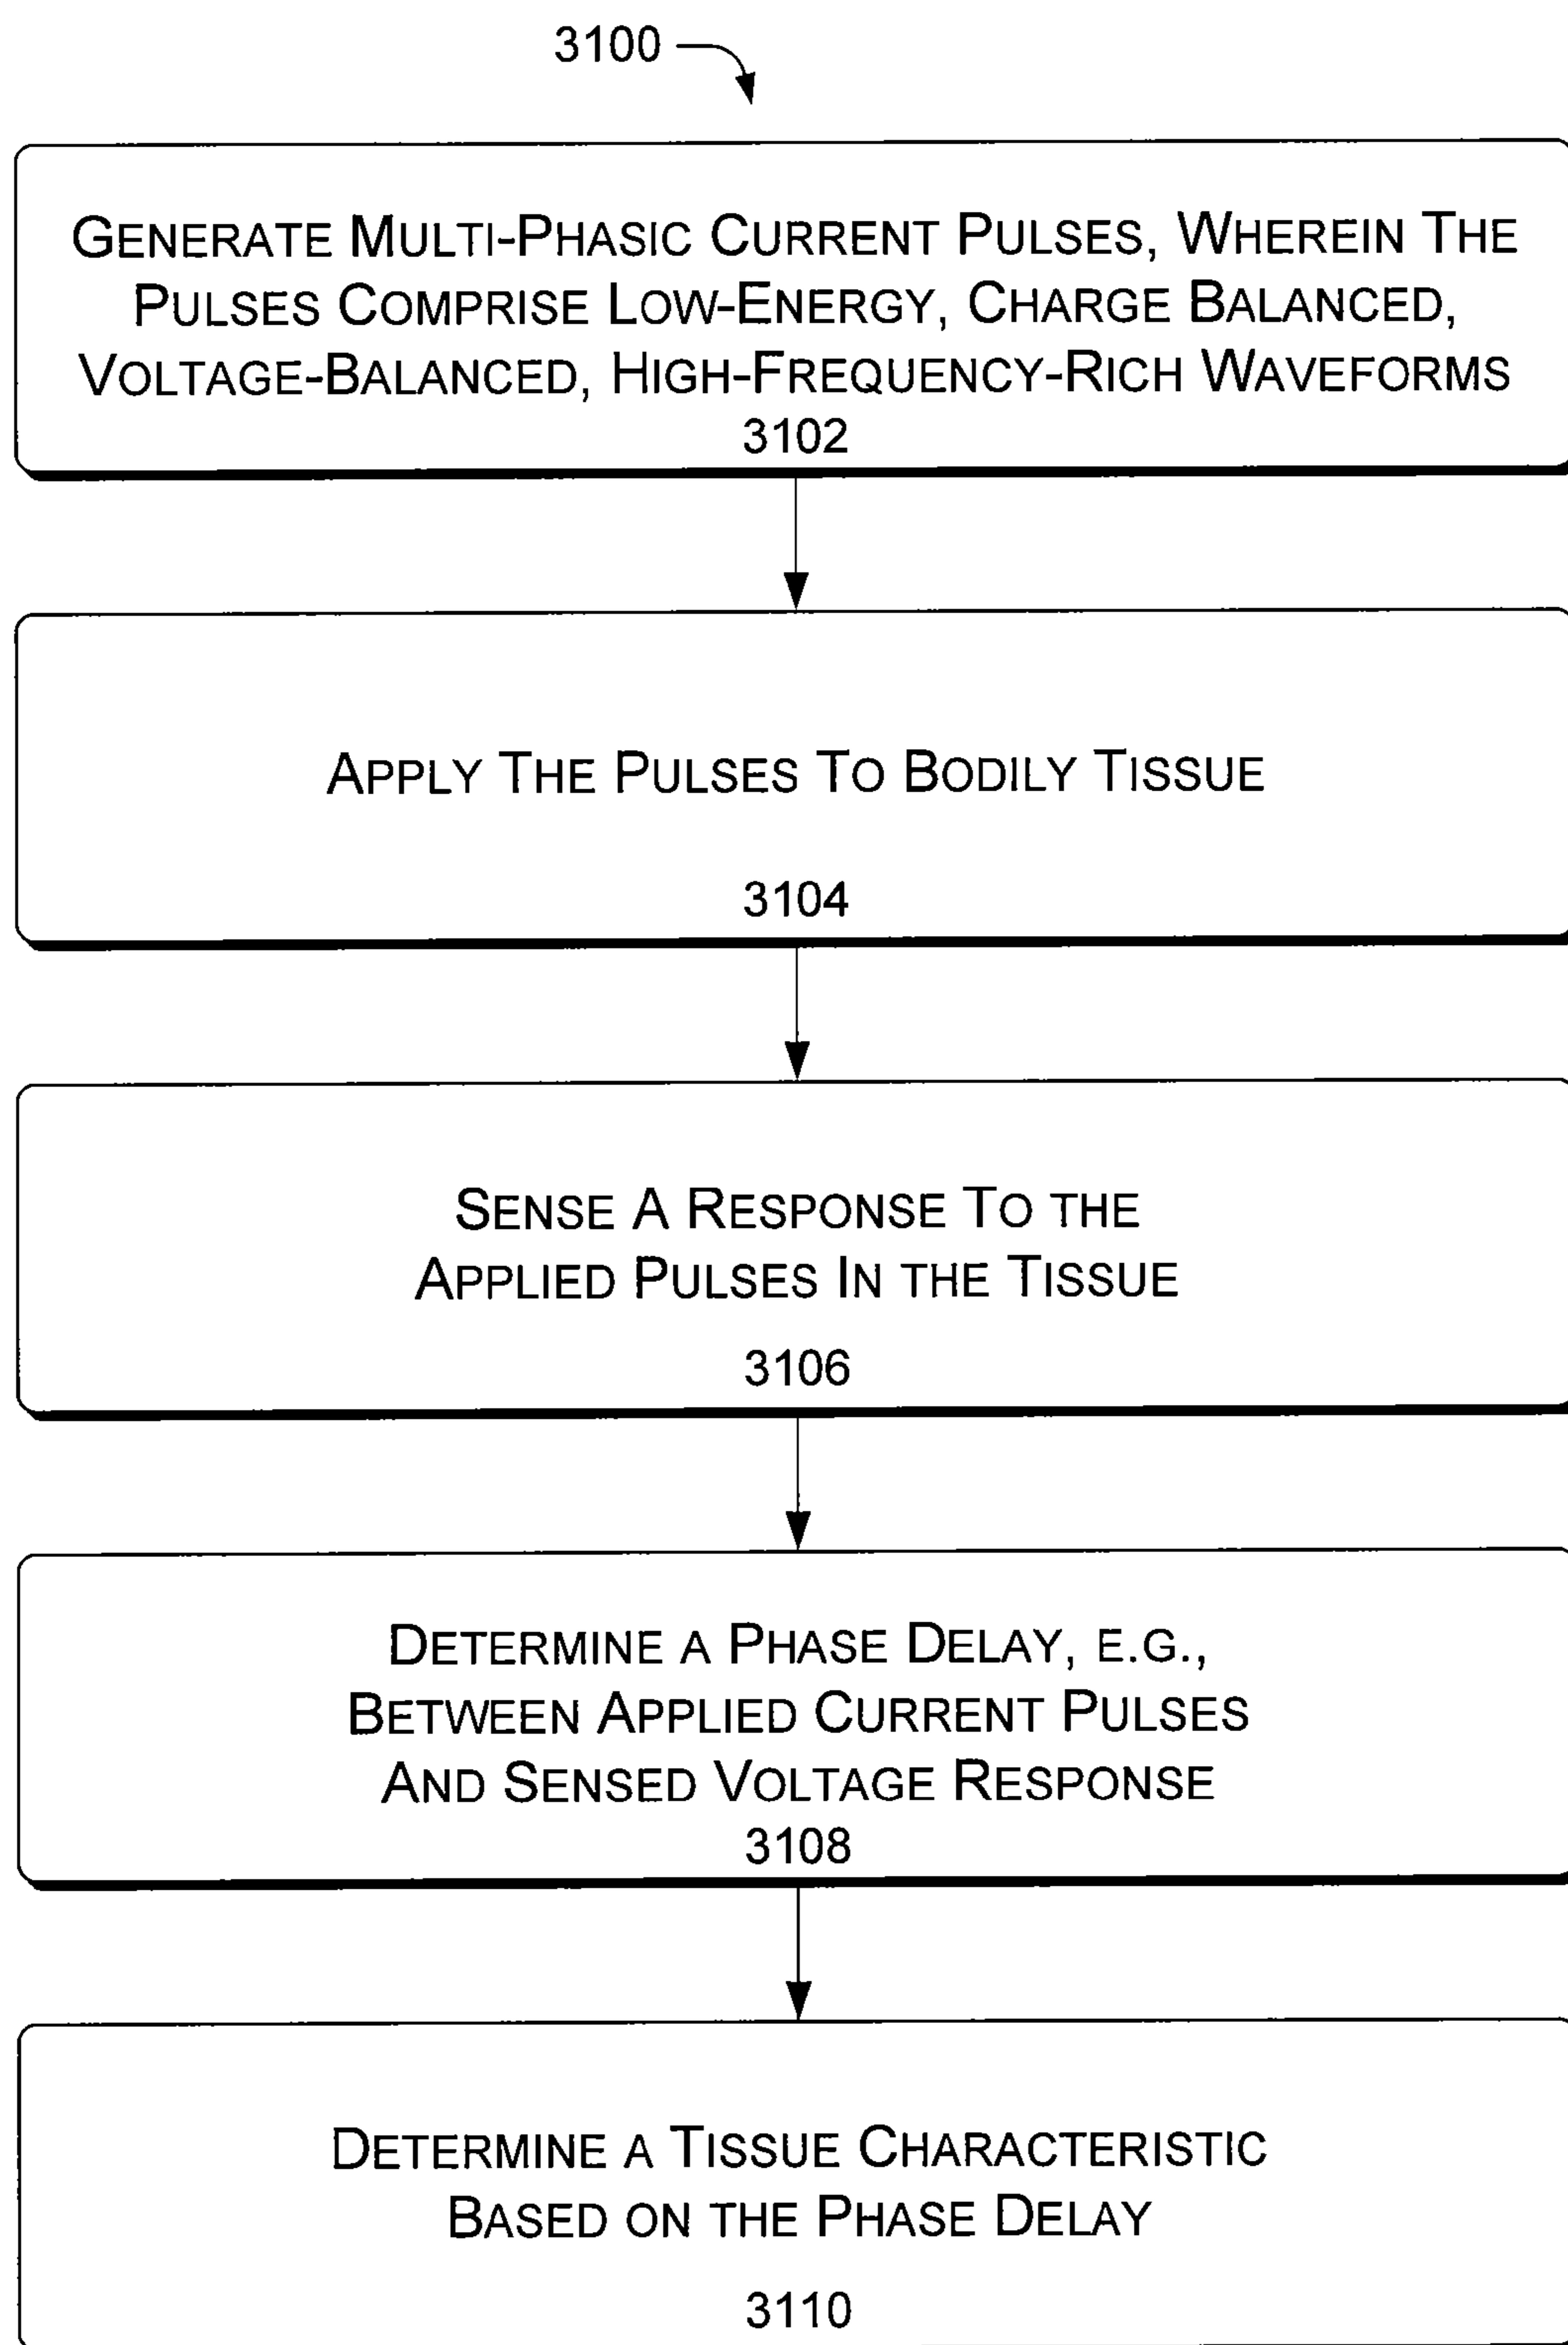 3100
GENERATE MULTI-PHASIC CURRENT PULSES, WHEREIN THE
PULSES COMPRISE LOW-ENERGY, CHARGE BALANCED,
VOLTAGE-BALANCED, HIGH-FREQUENCY-RICH WAVEFORMS
3102
APPLY THE PULSES TO BODILY TISSUE
3104
SENSE A RESPONSE TO THE
APPLIED PULSES IN THE TISSUE
3106
DETERMINE A PHASE DELAY, E.G.,
BETWEEN APPLIED CURRENT PULSES
AND SENSED VOLTAGE RESPONSE
3108
DETERMINE A TISSUE CHARACTERISTIC
BASED ON THE PHASE DELAY
3110